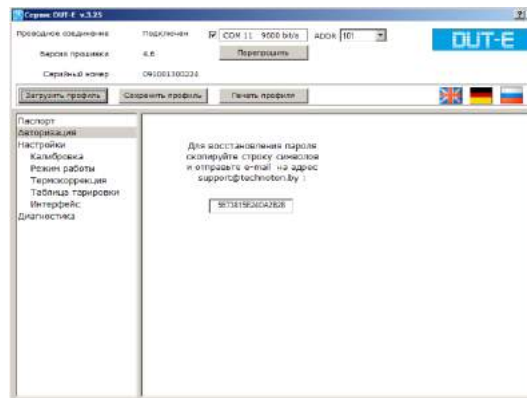 Сервис DUT-E v.3.25
Проводное соединение Подключен COM 11 9600 bit/s ADDR 101
Версия прошивки 4.6 Перепрошить
Серийный номер 091001300224
DUT-E
Загрузить профиль Сохранить профиль Печать профиля
Паспорт
Авторизация
Настройки
Калибровка
Режим работы
Термокоррекция
Таблица тарировки
Интерфейс
Диагностика
Для восстановления пароля
скопируйте строку символов
и отправьте e-mail на адрес
support@technoton.by :